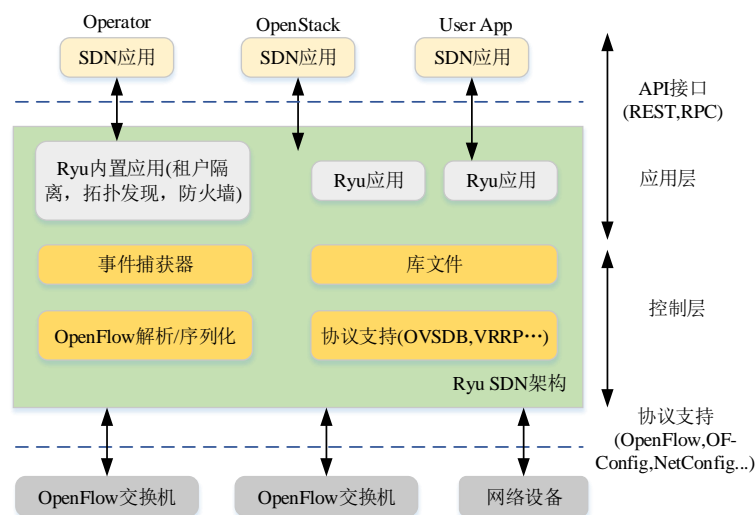 Operator
OpenStack
User App
SDN应用
SDN应用
SDN应用
API接口
(REST,RPC)
Ryu内置应用(租户隔
离，拓扑发现，防火墙)
Ryu应用
Ryu应用
应用层
事件捕获器
库文件
控制层
OpenFlow解析/序列化
协议支持(OVSDB,VRRP…)
Ryu SDN架构
协议支持
(OpenFlow,OF-
Config,NetConfig...)
OpenFlow交换机
OpenFlow交换机
网络设备